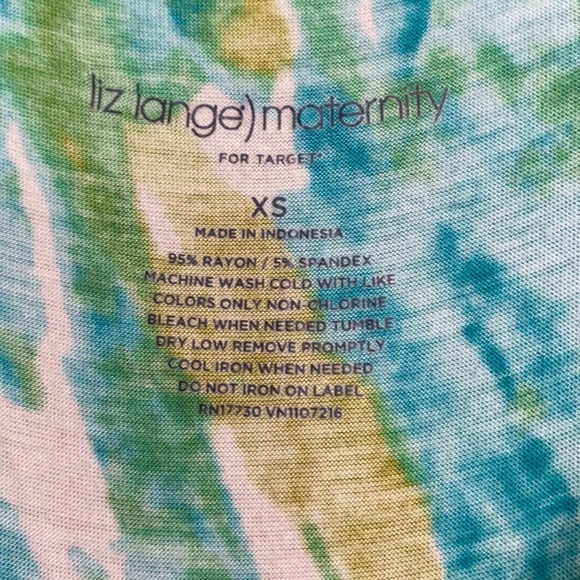 liz lange) maternity
FOR TARGET®
XS
MADE IN INDONESIA
95% RAYON / 5% SPANDEX
MACHINE WASH COLD WITH LIKE
COLORS ONLY NON-CHLORINE
BLEACH WHEN NEEDED TUMBLE
DRY LOW REMOVE PROMPTLY
COOL IRON WHEN NEEDED
DO NOT IRON ON LABEL
RN17730 VN1107216